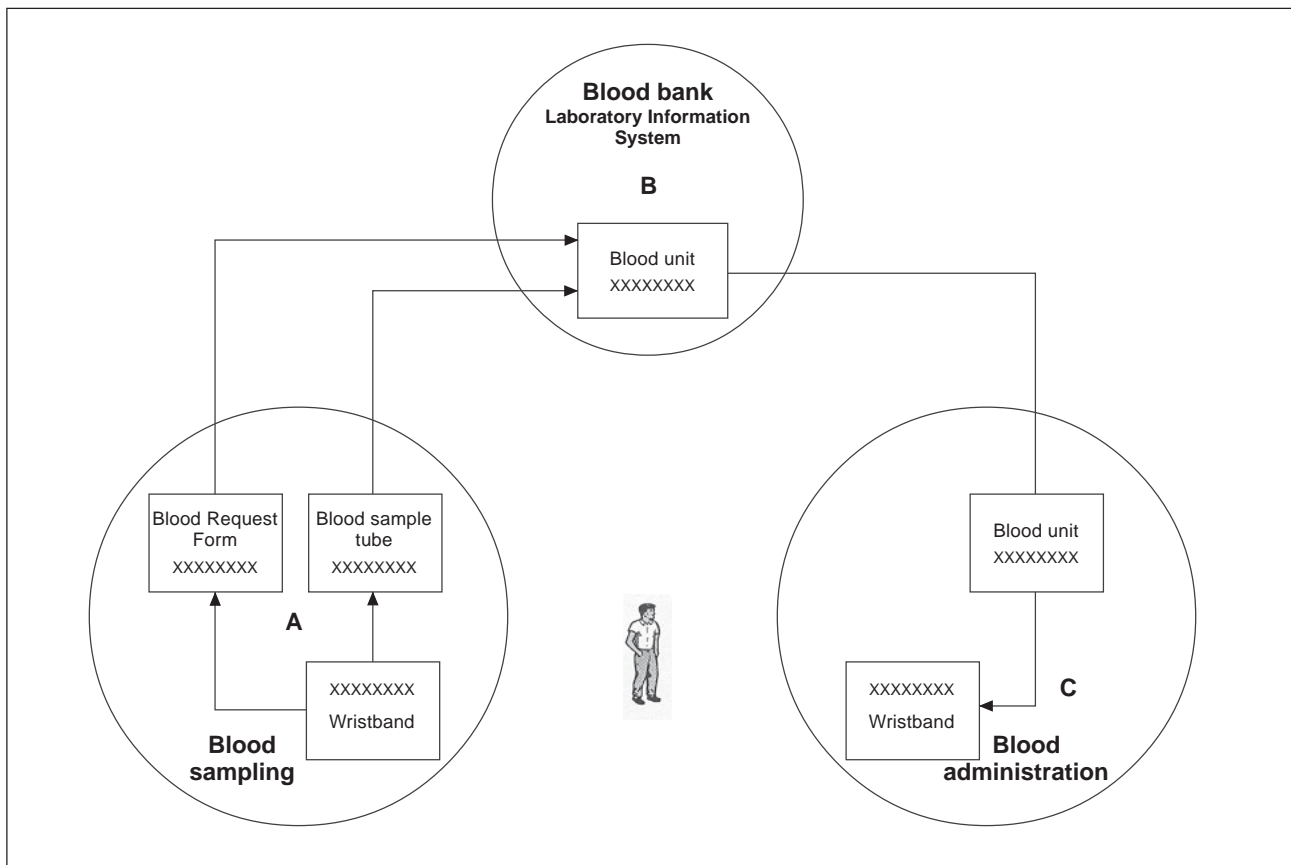 Blood bank
Laboratory Information
System
B
Blood unit
XXXXXXXX
Blood Request
Form
XXXXXXXX
Blood sample
tube
XXXXXXXX
A
XXXXXXXX
Wristband
Blood
sampling
Blood unit
XXXXXXXX
XXXXXXXX
Wristband
C
Blood
administration